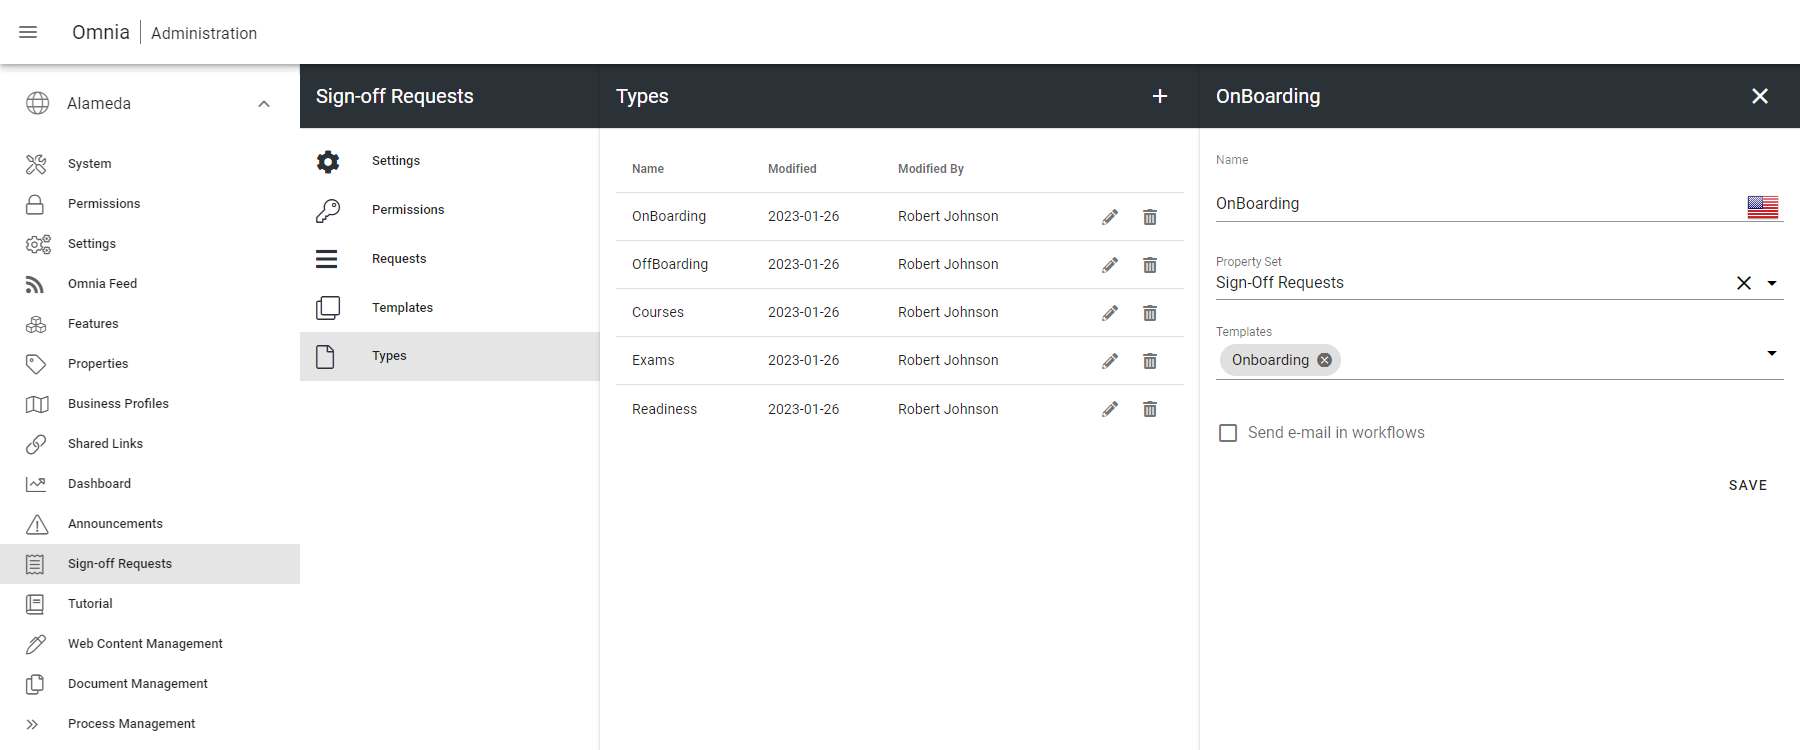 Omnia
Administration
Alameda
System
Permissions
Settings
Omnia Feed
Features
Properties
Business Profiles
Shared Links
Dashboard
Announcements
Sign-off Requests
Tutorial
Web Content Management
Document Management
Process Management
Sign-off Requests
Settings
Permissions
Requests
Templates
Types
Types
Name Modified Modified By
OnBoarding 2023-01-26 Robert Johnson
OffBoarding 2023-01-26 Robert Johnson
Courses 2023-01-26 Robert Johnson
Exams 2023-01-26 Robert Johnson
Readiness 2023-01-26 Robert Johnson
OnBoarding
Name
OnBoarding
Property Set
Sign-Off Requests
Templates
Onboarding
Send e-mail in workflows
SAVE